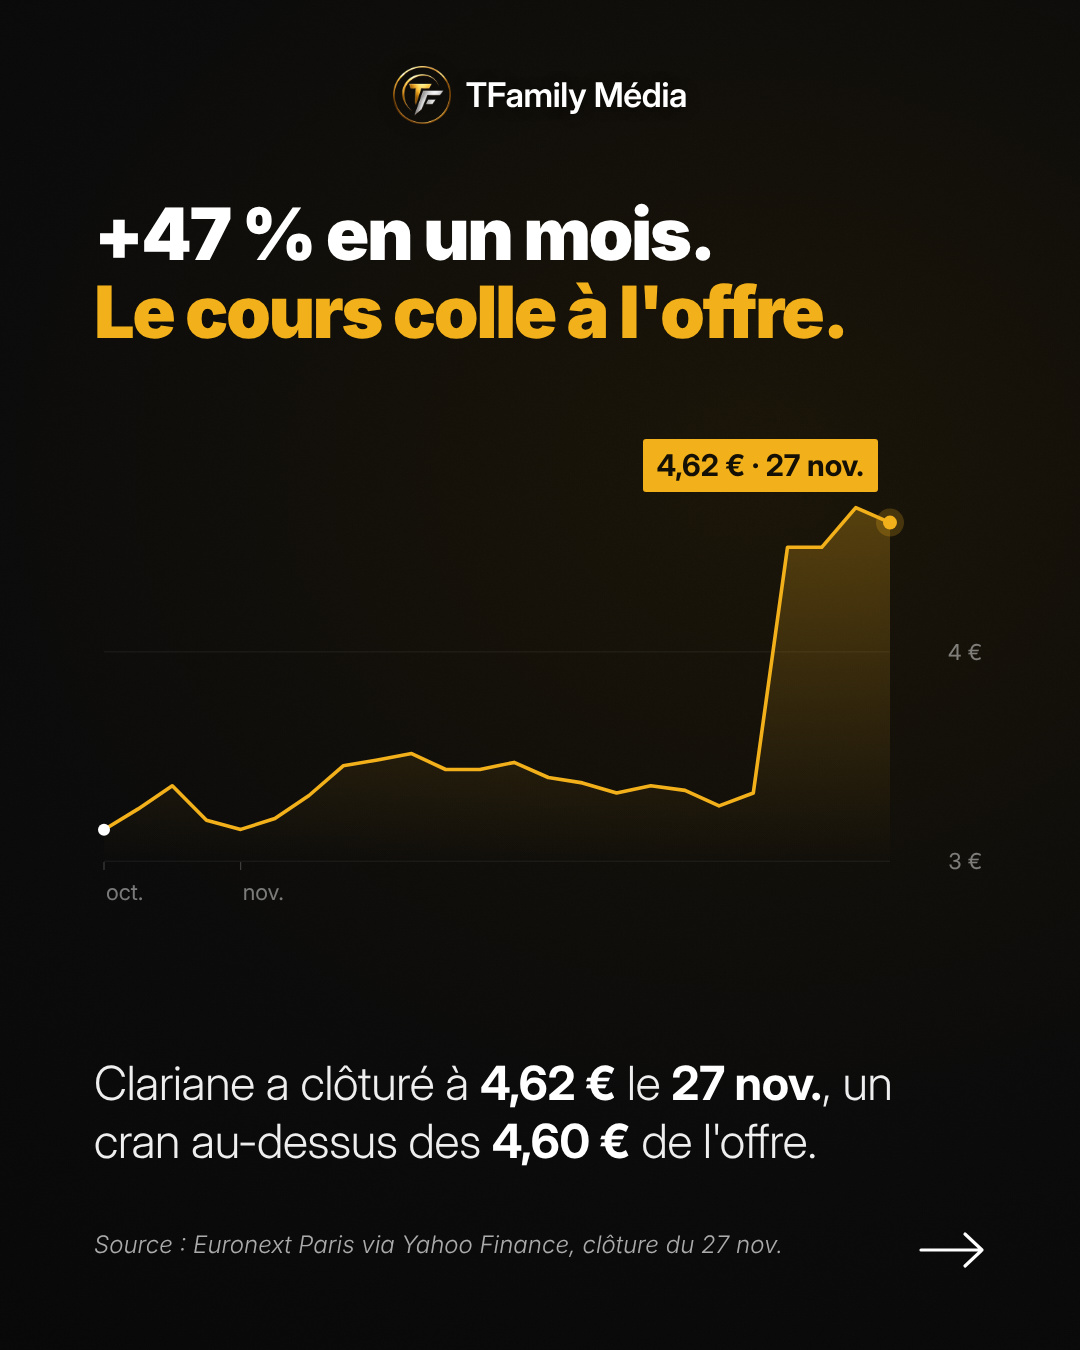 TF TFamily Média
+47 % en un mois.
Le cours colle à l'offre.
4,62 € · 27 nov.
4 €
3 €
oct.
nov.
Clariane a clôturé à 4,62 € le 27 nov., un
cran au-dessus des 4,60 € de l'offre.
Source : Euronext Paris via Yahoo Finance, clôture du 27 nov.